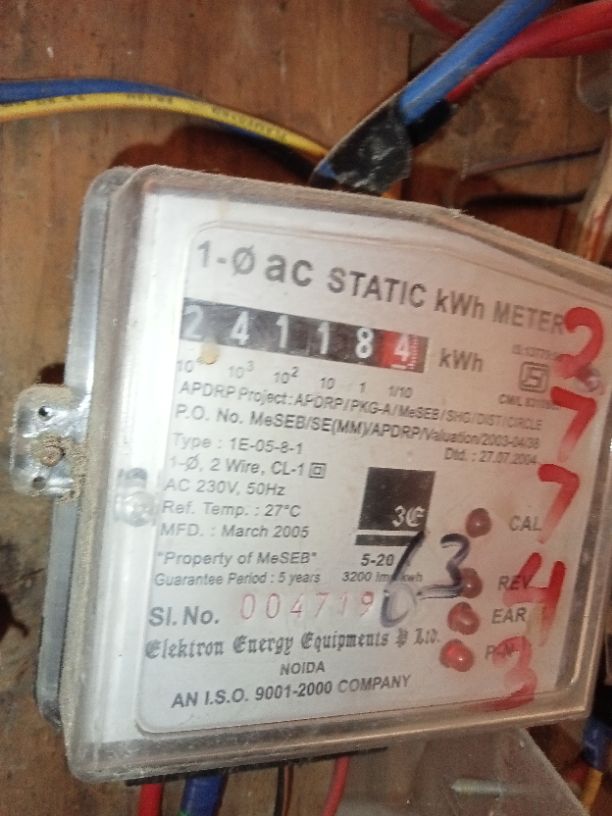 1-Ø ac STATIC kWh METER
2 4 1 1 8 4 kWh
10⁴ 10³ 10² 10 1 1/10
APDRP Project: APDRP/PKG-A/MeSEB/SHG/DIST/CIRCLE
P.O. No. MeSEB/SE(MM)/APDRP/Valuation/2003-04/38
Dtd. : 27.07.2004
Type : 1E-05-8-1
1-Ø, 2 Wire, CL-1
AC 230V, 50Hz
Ref. Temp. : 27°C
MFD. : March 2005
3E
"Property of MeSEB" 5-20
Guarantee Period : 5 years 3200 imp/kwh
Sl. No. 004719
63
Elektron Energy Equipments P Ltd.
NOIDA
AN I.S.O. 9001-2000 COMPANY
CAL
REV
EAR
2
7
7
4
3